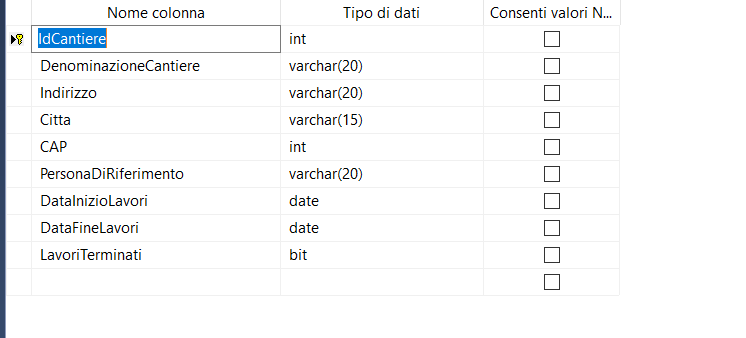 Nome colonna Tipo di dati Consenti valori N...
IdCantiere int
DenominazioneCantiere varchar(20)
Indirizzo varchar(20)
Citta varchar(15)
CAP int
PersonaDiRiferimento varchar(20)
DataInizioLavori date
DataFineLavori date
LavoriTerminati bit